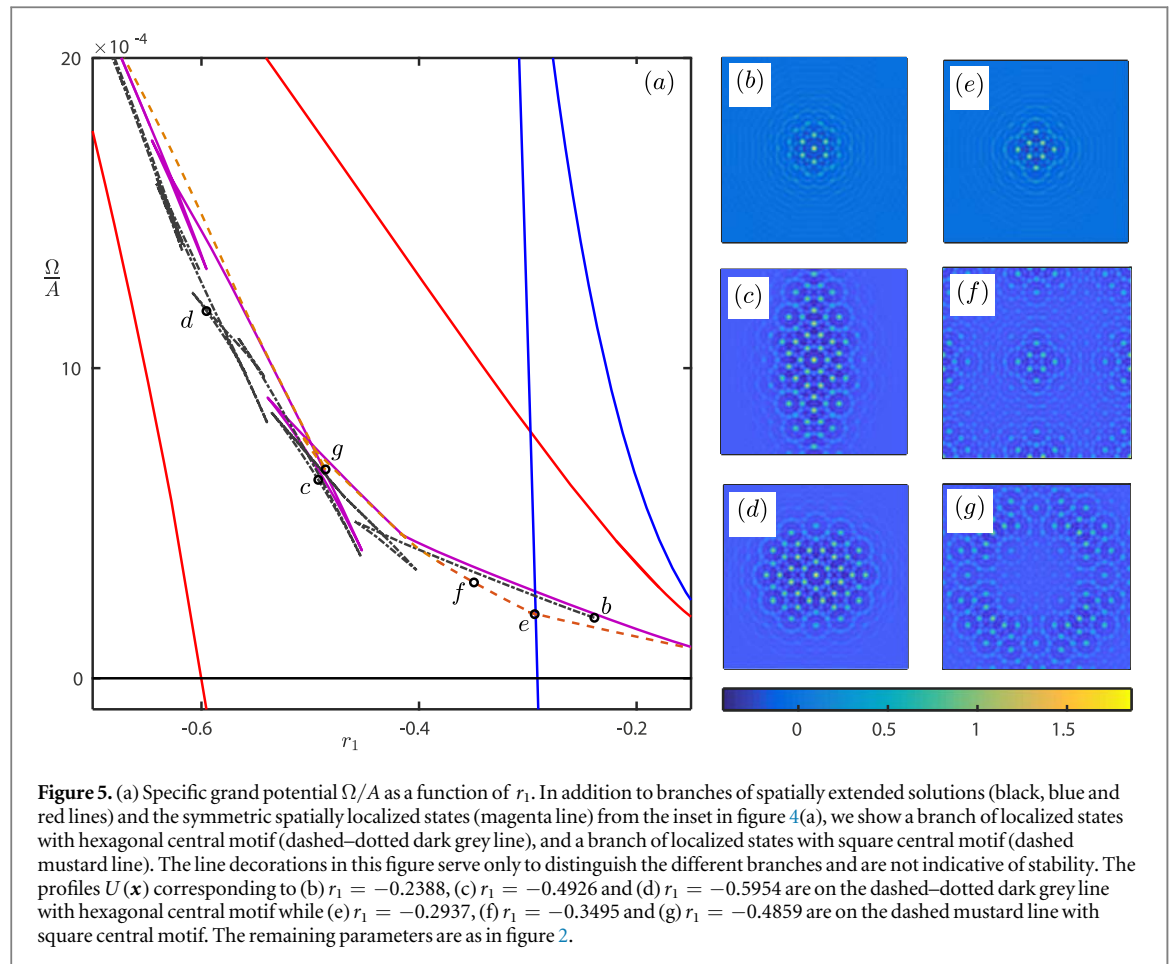 ×10⁻⁴
20
(a)
Ω/A
10
0
d
g
c
f
e
b
-0.6
-0.4
-0.2
r₁
(b)
(e)
(c)
(f)
(d)
(g)
0
0.5
1
1.5
Figure 5. (a) Specific grand potential Ω/A as a function of r₁. In addition to branches of spatially extended solutions (black, blue and
red lines) and the symmetric spatially localized states (magenta line) from the inset in figure 4(a), we show a branch of localized states
with hexagonal central motif (dashed–dotted dark grey line), and a branch of localized states with square central motif (dashed
mustard line). The line decorations in this figure serve only to distinguish the different branches and are not indicative of stability. The
profiles U(x) corresponding to (b) r₁ = −0.2388, (c) r₁ = −0.4926 and (d) r₁ = −0.5954 are on the dashed–dotted dark grey line
with hexagonal central motif while (e) r₁ = −0.2937, (f) r₁ = −0.3495 and (g) r₁ = −0.4859 are on the dashed mustard line with
square central motif. The remaining parameters are as in figure 2.